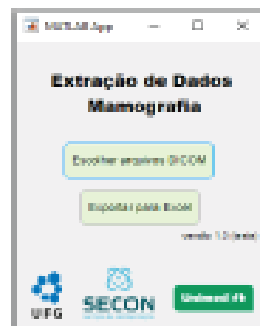 MATLAB App
Extração de Dados
Mamografia
Escolher arquivos DICOM
Exportar para Excel
UFG
SECON